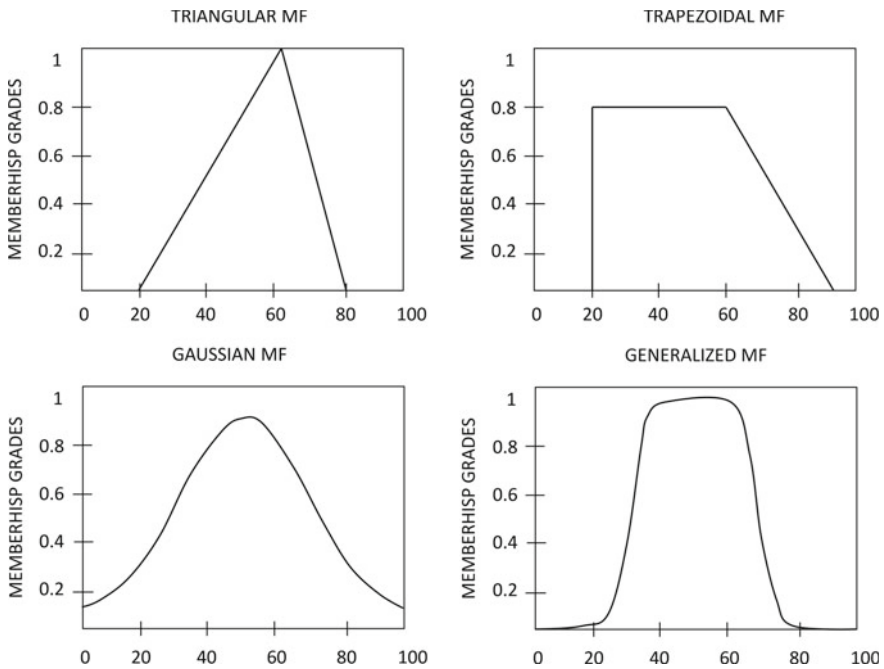 TRIANGULAR MF
MEMBERHISP GRADES
1
0.8
0.6
0.4
0.2
0 20 40 60 80 100
TRAPEZOIDAL MF
MEMBERHISP GRADES
1
0.8
0.6
0.4
0.2
0 20 40 60 80 100
GAUSSIAN MF
MEMBERHISP GRADES
1
0.8
0.6
0.4
0.2
0 20 40 60 80 100
GENERALIZED MF
MEMBERHISP GRADES
1
0.8
0.6
0.4
0.2
0 20 40 60 80 100